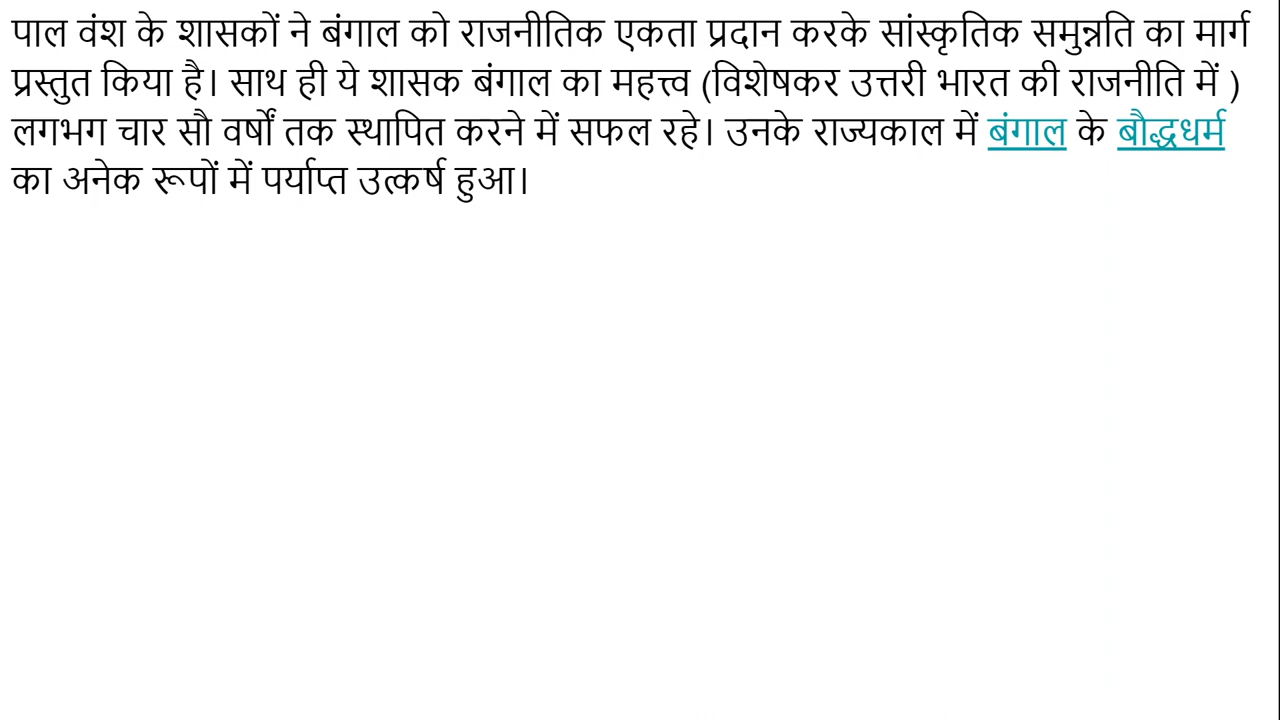 पाल वंश के शासकों ने बंगाल को राजनीतिक एकता प्रदान करके सांस्कृतिक समुन्नति का मार्ग
प्रस्तुत किया है। साथ ही ये शासक बंगाल का महत्त्व (विशेषकर उत्तरी भारत की राजनीति में )
लगभग चार सौ वर्षों तक स्थापित करने में सफल रहे। उनके राज्यकाल में बंगाल के बौद्धधर्म
का अनेक रूपों में पर्याप्त उत्कर्ष हुआ।